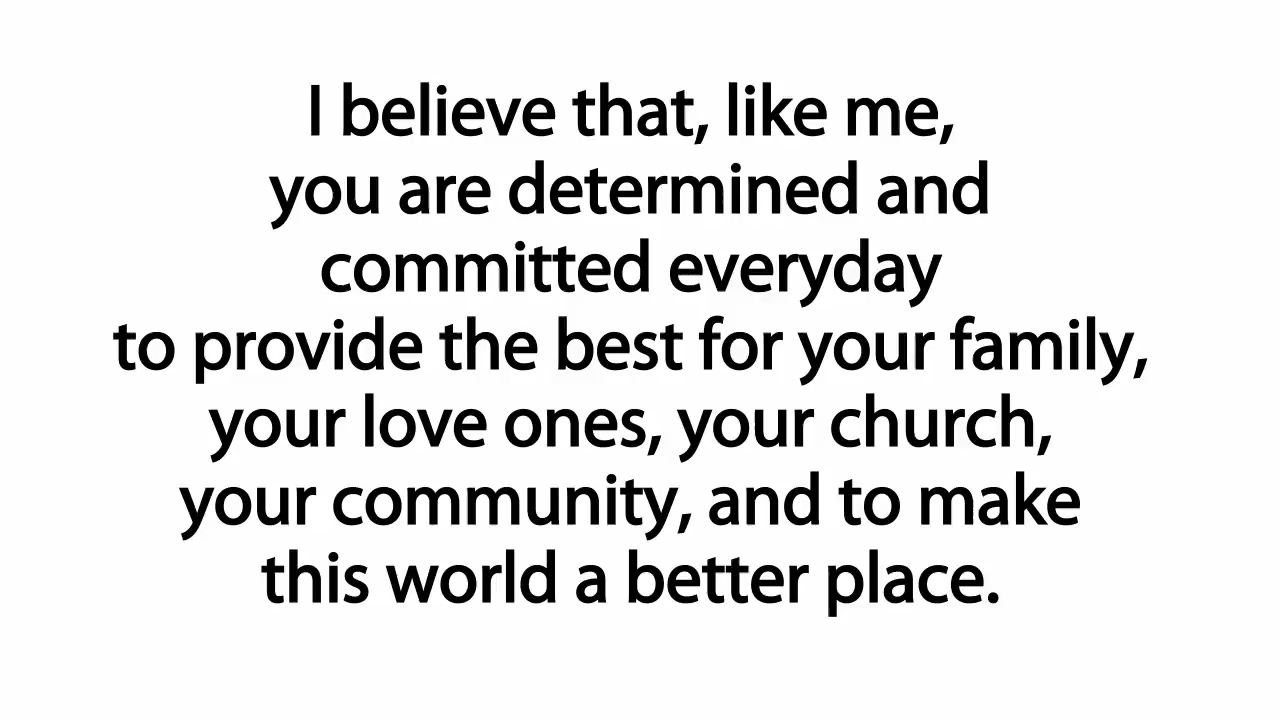 I believe that, like me,
you are determined and
committed everyday
to provide the best for your family,
your love ones, your church,
your community, and to make
this world a better place.